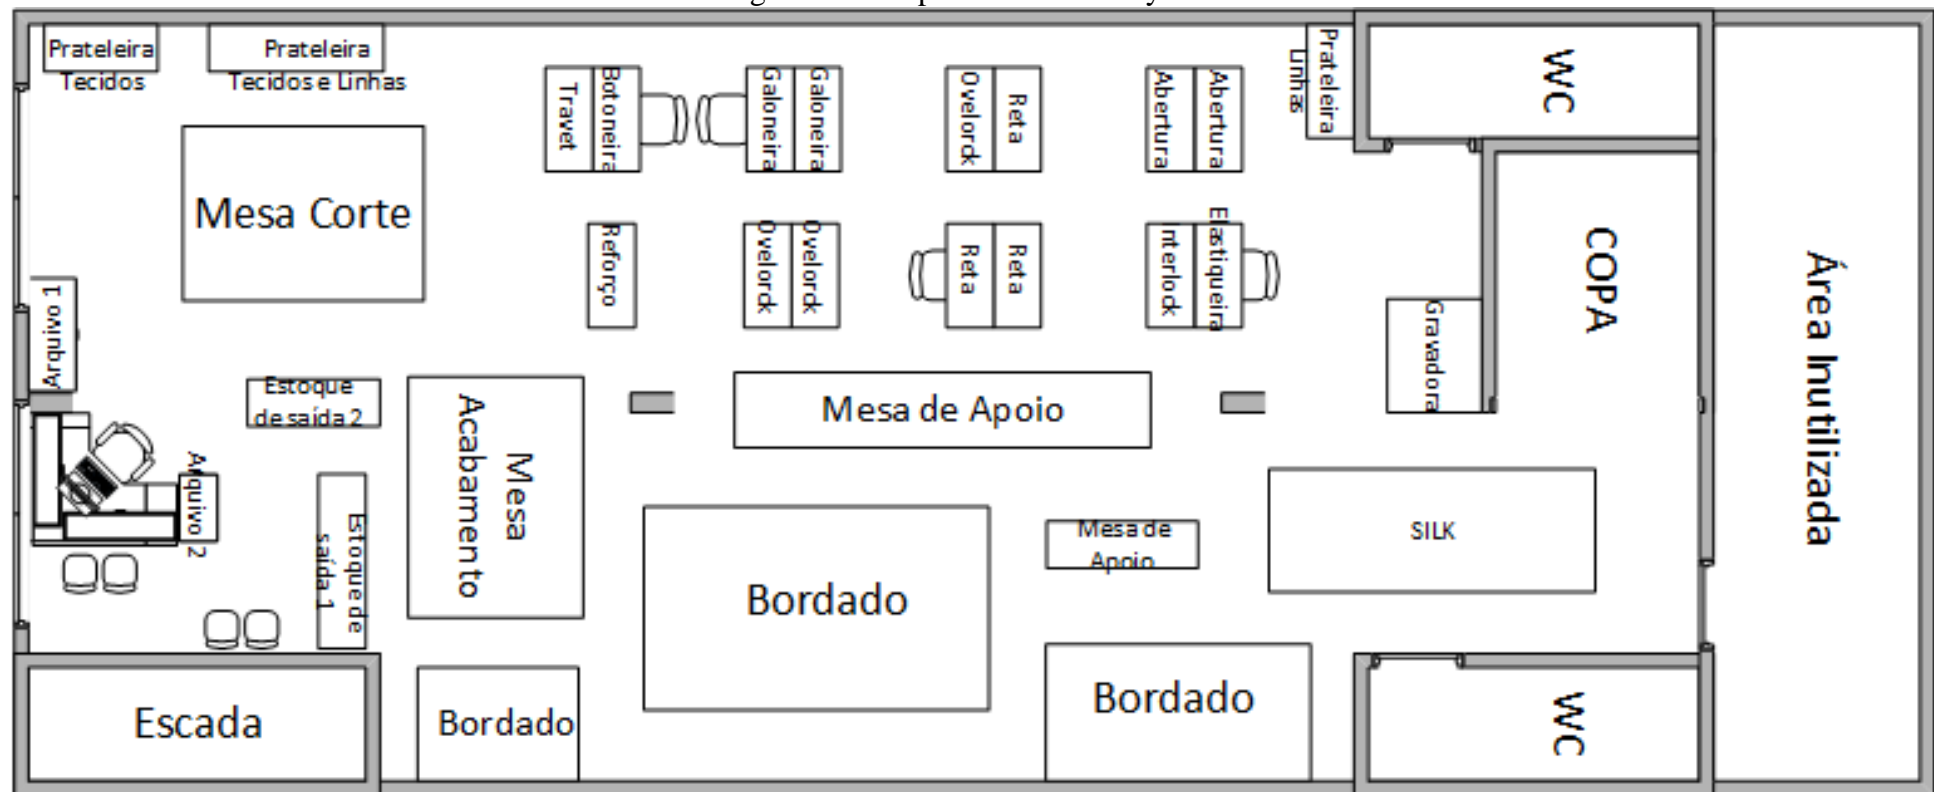 Prateleira
Tecidos
Prateleira
Tecidos e Linhas
Travet
Botoneira
Galoneira
Galoneira
Ovelorck
Reta
Abertura
Abertura
Prateleira
Linhas
WC
Mesa Corte
Reforço
Ovelorck
Ovelorck
Reta
Reta
Interlock
Elastiqueira
COPA
Área Inutilizada
Arquivo 1
Gravadora
Estoque
de saída 2
Mesa
Acabamento
Mesa de Apoio
Arquivo 2
Estoque de
saída 1
Bordado
Mesa de
Apoio
SILK
Escada
Bordado
Bordado
WC